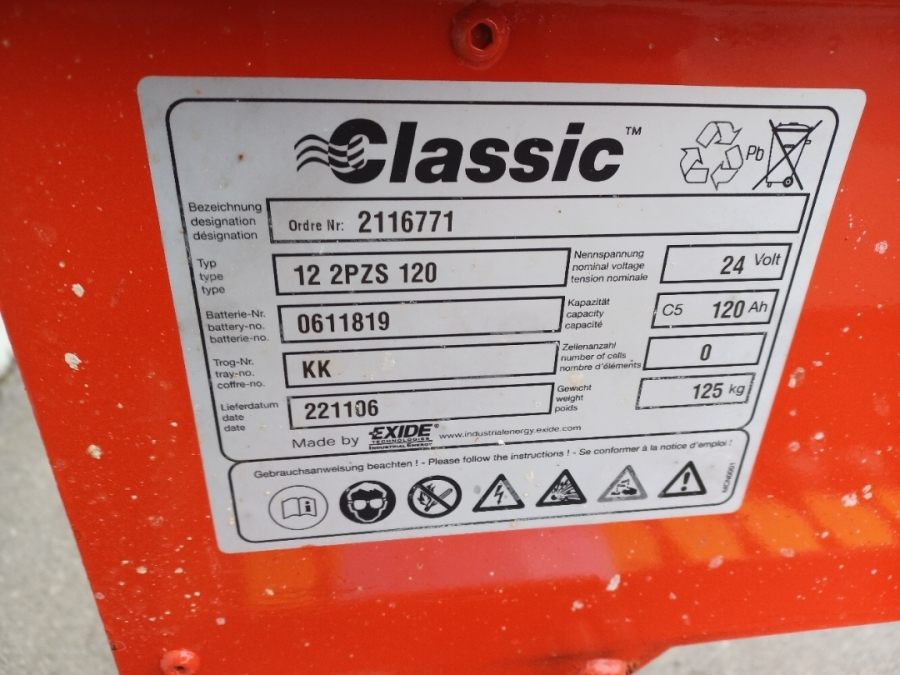 Classic™
Pb
Bezeichnung
designation
désignation
Ordre Nr: 2116771
Typ
type
type
12 2PZS 120
Nennspannung
nominal voltage
tension nominale
24 Volt
Batterie-Nr.
battery-no.
batterie-no.
0611819
Kapazität
capacity
capacité
C5 120 Ah
Trog-Nr.
tray-no.
coffre-no.
KK
Zellenanzahl
number of cells
nombre d'éléments
0
Lieferdatum
date
date
221106
Gewicht
weight
poids
125 kg
Made by EXIDE® www.industrialenergy.exide.com
TECHNOLOGIES
INDUSTRIAL ENERGY
Gebrauchsanweisung beachten ! - Please follow the instructions ! - Se conformer à la notice d'emploi !